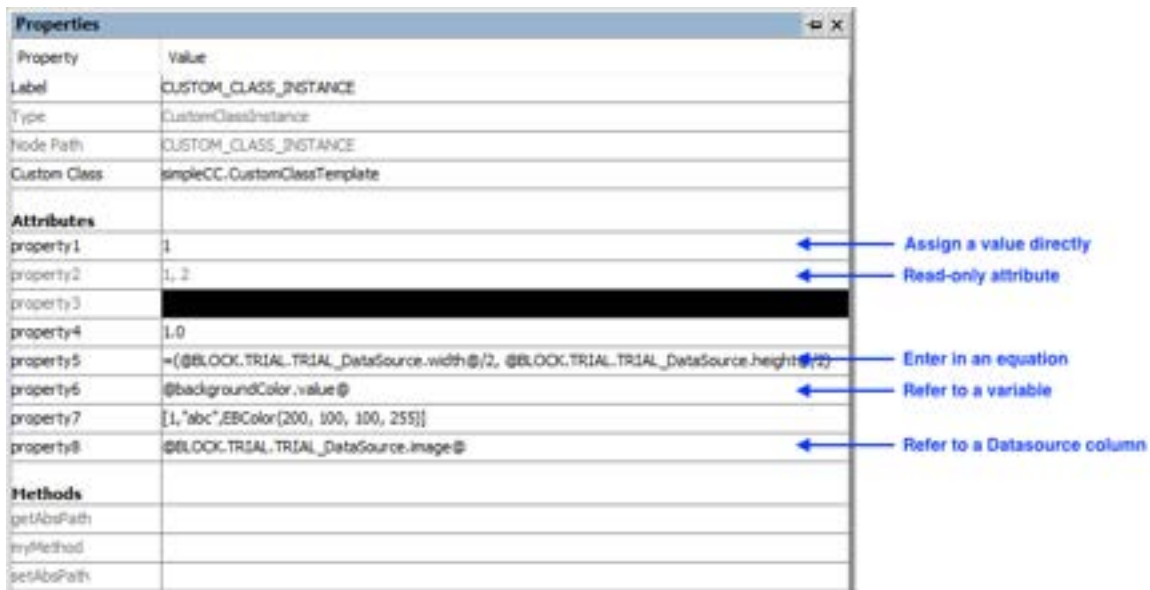 Properties
Property Value
Label CUSTOM_CLASS_INSTANCE
Type CustomClassInstance
Node Path CUSTOM_CLASS_INSTANCE
Custom Class simpleCC.CustomClassTemplate
Attributes
property1 1 Assign a value directly
property2 1, 2 Read-only attribute
property3
property4 1.0
property5 =(@BLOCK.TRIAL.TRIAL_DataSource.width@/2, @BLOCK.TRIAL.TRIAL_DataSource.height@/2) Enter in an equation
property6 @backgroundColor.value@ Refer to a variable
property7 [1,"abc",EBColor(200, 100, 100, 255)]
property8 @BLOCK.TRIAL.TRIAL_DataSource.image@ Refer to a Datasource column
Methods
getAbsPath
myMethod
setAbsPath